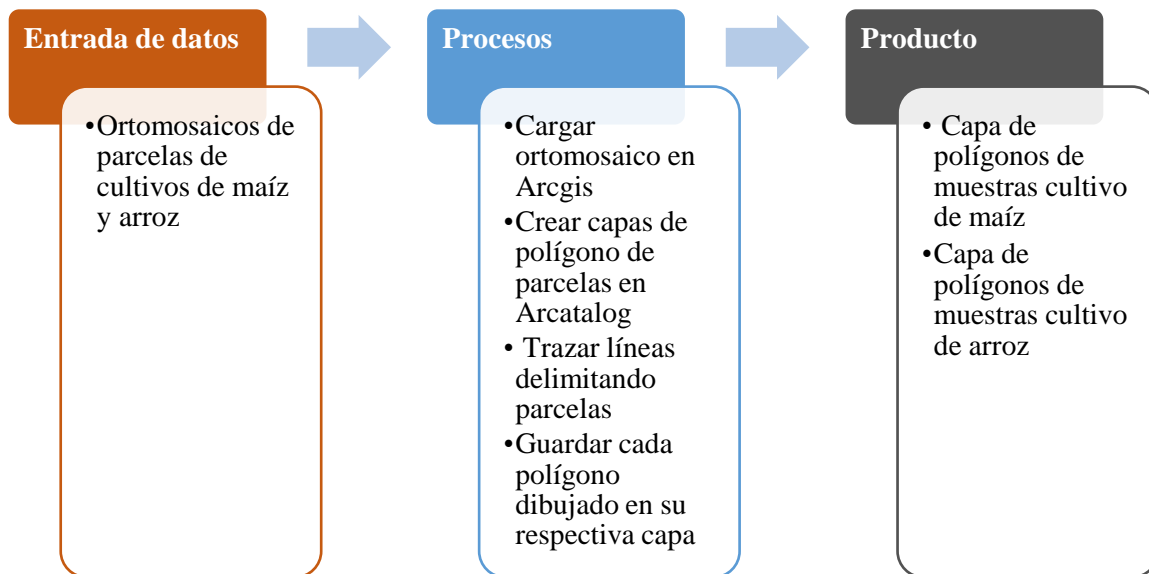 Entrada de datos
•Ortomosaicos de
parcelas de
cultivos de maíz
y arroz
Procesos
•Cargar
ortomosaico en
Arcgis
•Crear capas de
polígono de
parcelas en
Arcatalog
• Trazar líneas
delimitando
parcelas
•Guardar cada
polígono
dibujado en su
respectiva capa
Producto
• Capa de
polígonos de
muestras cultivo
de maíz
•Capa de
polígonos de
muestras cultivo
de arroz